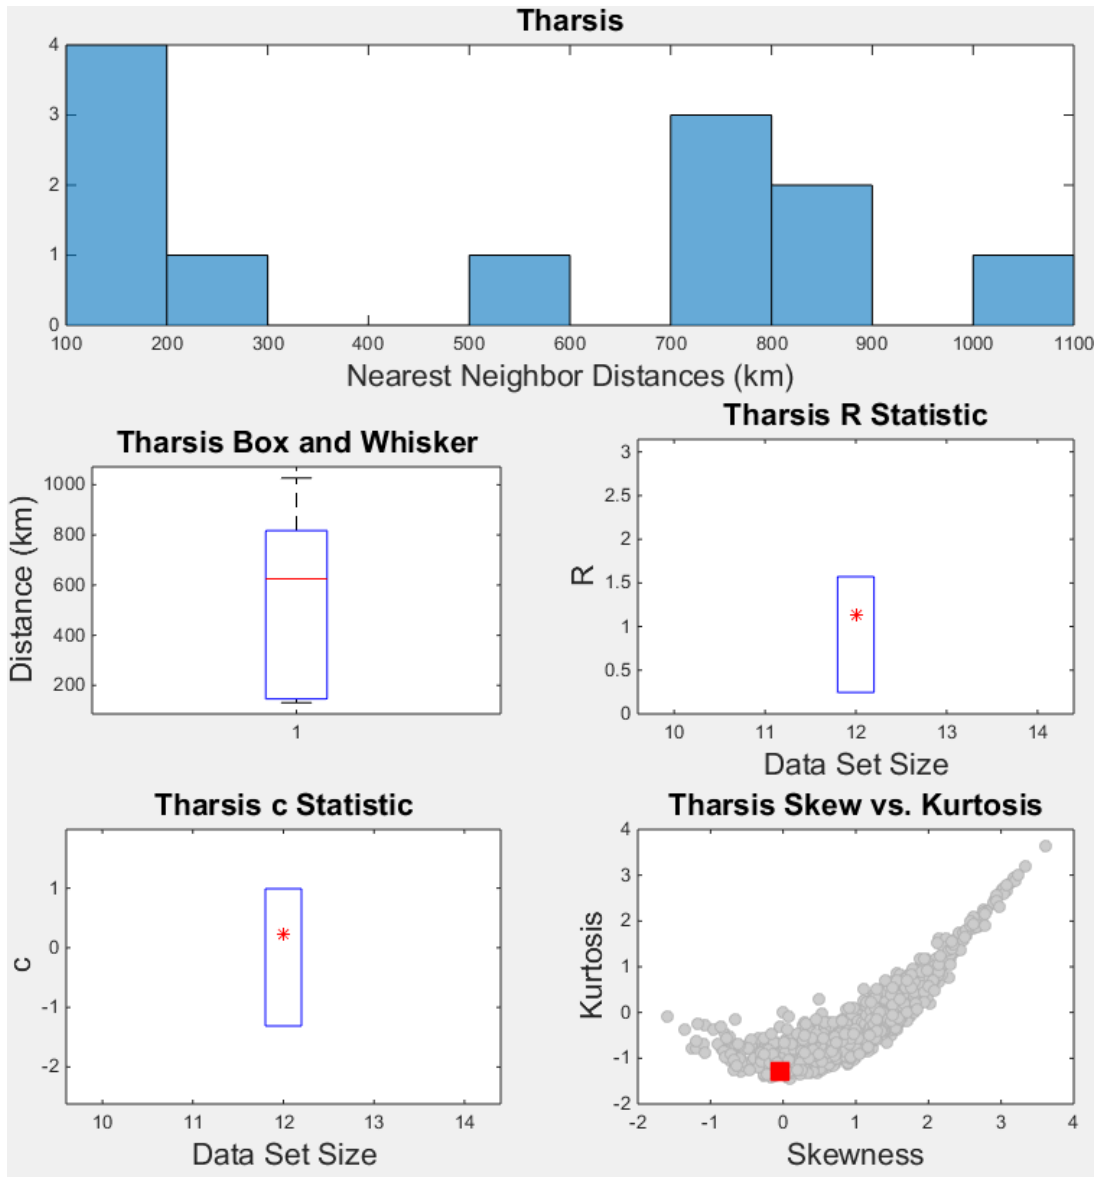 Tharsis
4
3
2
1
0
100 200 300 400 500 600 700 800 900 1000 1100
Nearest Neighbor Distances (km)
Tharsis Box and Whisker
Distance (km)
1000
800
600
400
200
1
Tharsis R Statistic
R
3
2.5
2
1.5
1
0.5
0
10 11 12 13 14
Data Set Size
Tharsis c Statistic
c
1
0
-1
-2
10 11 12 13 14
Data Set Size
Tharsis Skew vs. Kurtosis
Kurtosis
4
3
2
1
0
-1
-2
-2 -1 0 1 2 3 4
Skewness